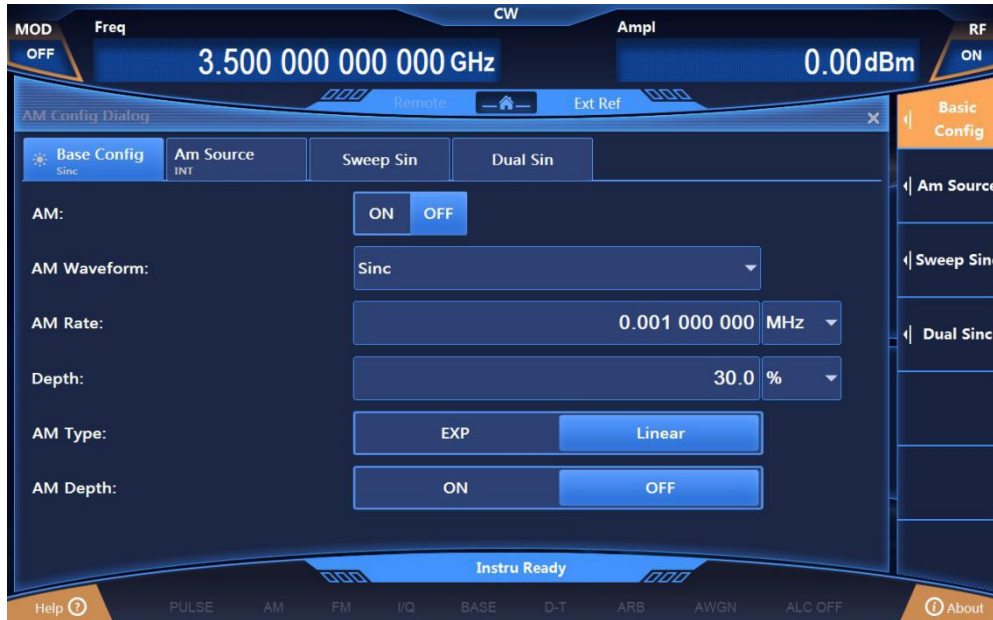 CW
MOD
OFF
Freq
3.500 000 000 000 GHz
Ampl
0.00 dBm
RF
ON
Remote
Ext Ref
AM Config Dialog
Base Config
Sinc
Am Source
INT
Sweep Sin
Dual Sin
AM:
ON OFF
AM Waveform:
Sinc
AM Rate:
0.001 000 000 MHz
Depth:
30.0 %
AM Type:
EXP Linear
AM Depth:
ON OFF
Basic
Config
Am Source
Sweep Sin
Dual Sinc
Instru Ready
Help ?
PULSE AM FM I/Q BASE D-T ARB AWGN ALC OFF
About